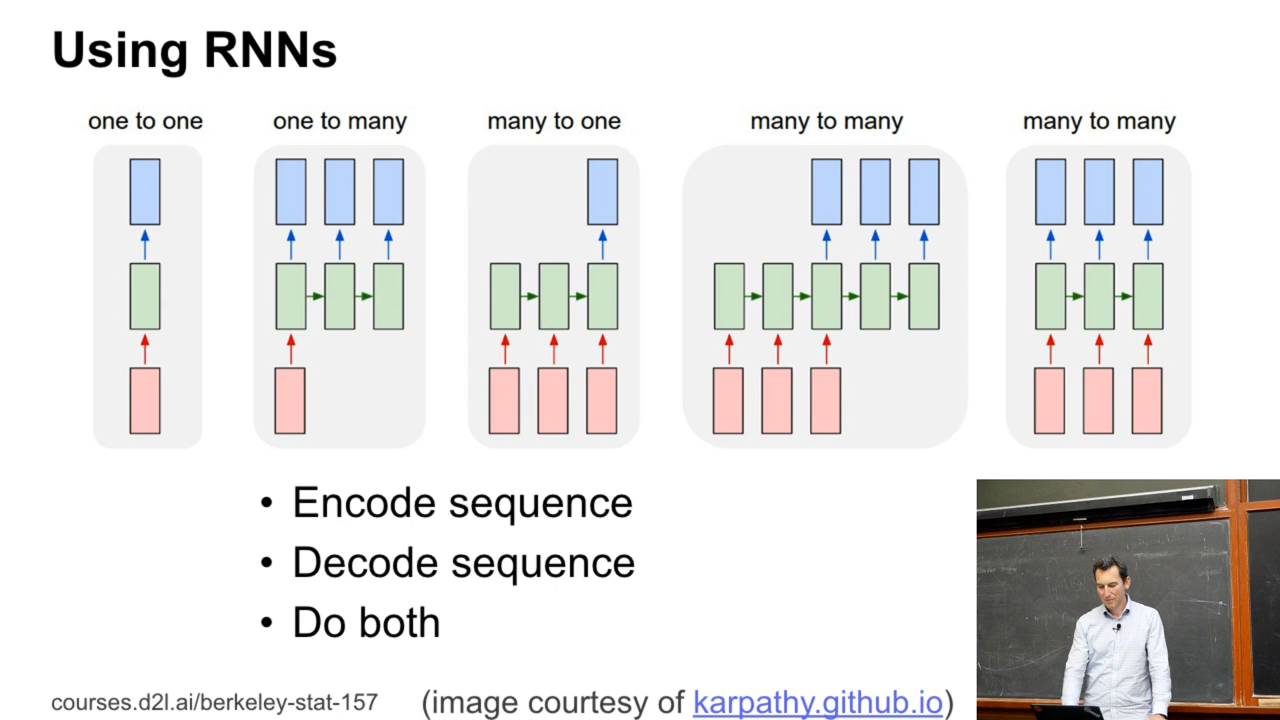 Using RNNs
one to one
one to many
many to one
many to many
many to many
• Encode sequence
• Decode sequence
• Do both
courses.d2l.ai/berkeley-stat-157
(image courtesy of karpathy.github.io)